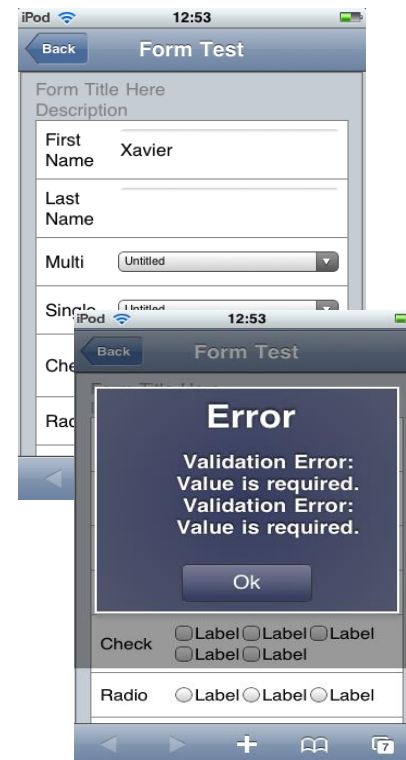 iPod 12:53
Back Form Test
Form Title Here
Description
First
Name Xavier
Last
Name
Multi Untitled
Single Untitled
iPod 12:53
Back Form Test
Error
Validation Error:
Value is required.
Validation Error:
Value is required.
Ok
Check Label Label Label
Label Label
Radio Label Label Label
7